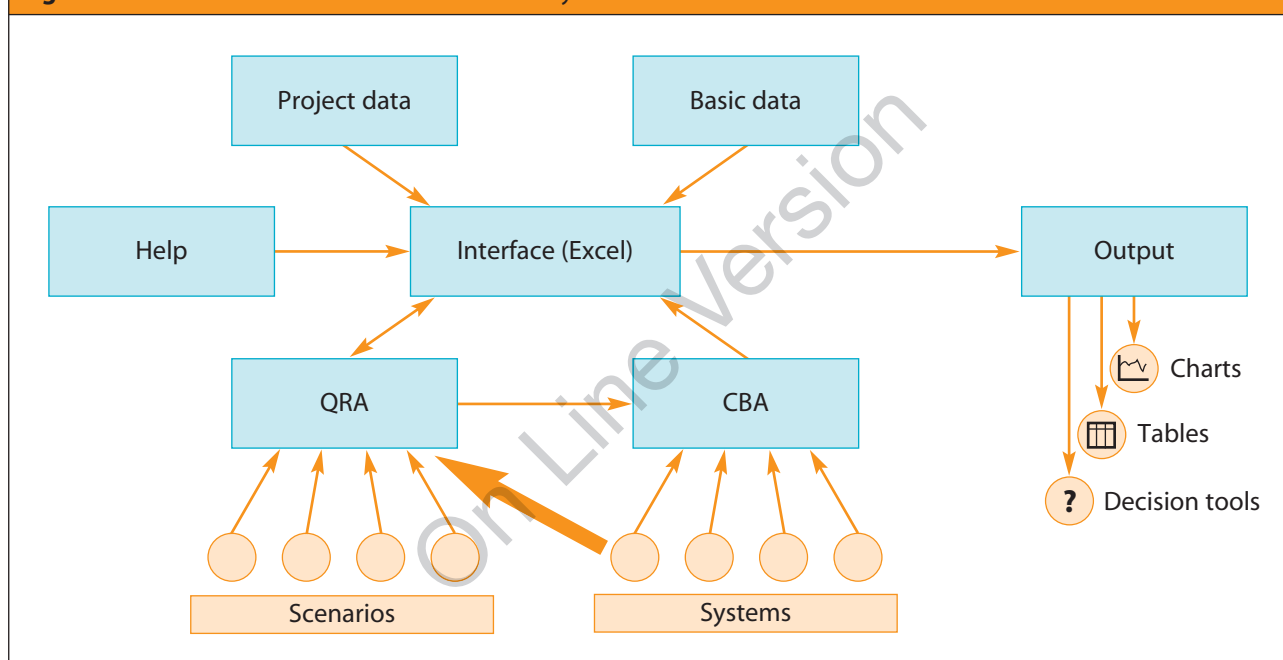 Project data
Basic data
Help
Interface (Excel)
Output
QRA
CBA
Charts
Tables
? Decision tools
Scenarios
Systems
On Line Version